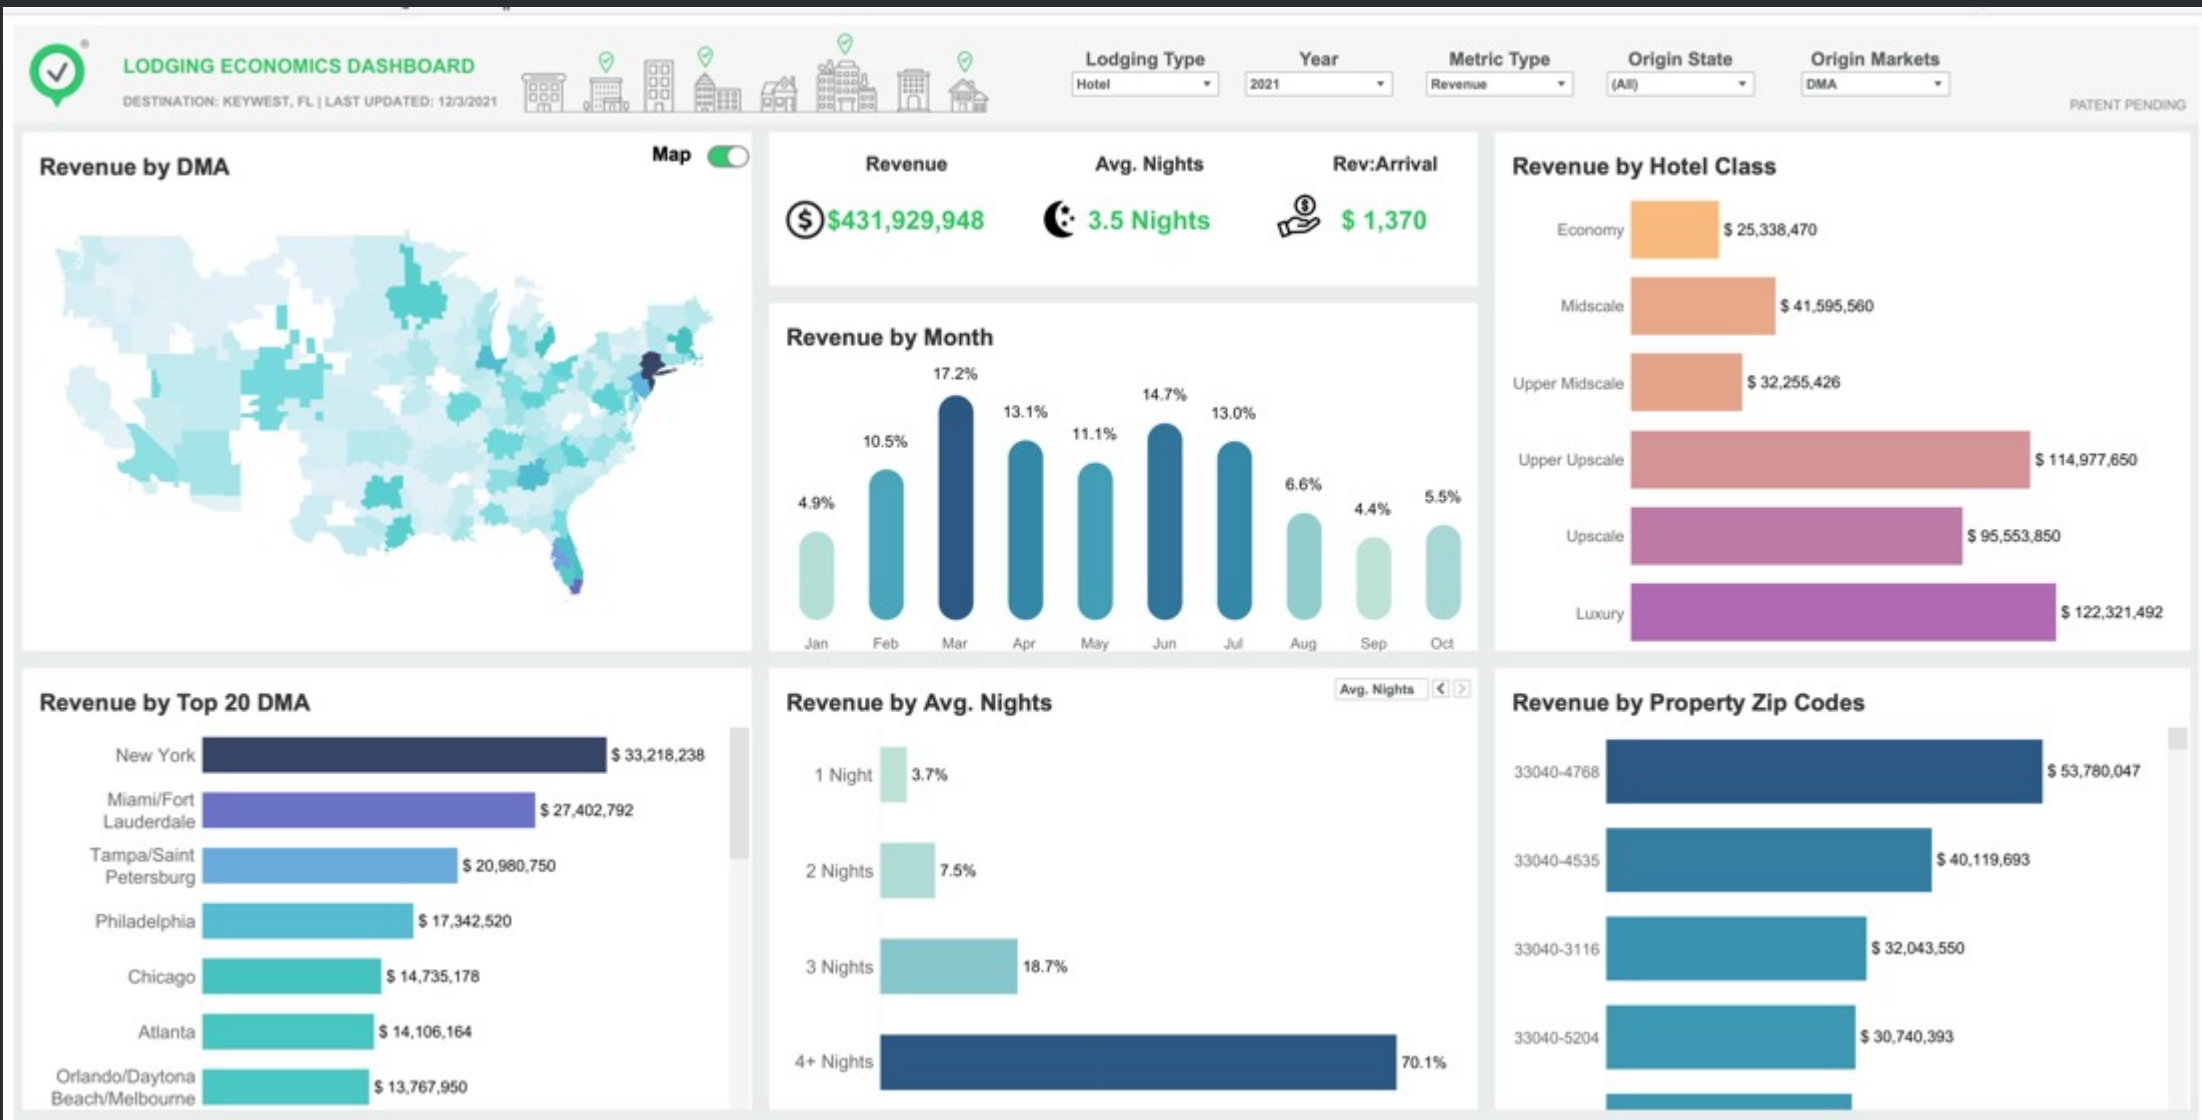 LODGING ECONOMICS DASHBOARD
DESTINATION: KEYWEST, FL | LAST UPDATED: 12/3/2021
Lodging Type
Hotel
Year
2021
Metric Type
Revenue
Origin State
(All)
Origin Markets
DMA
PATENT PENDING
Revenue by DMA
Map
Revenue
$431,929,948
Avg. Nights
3.5 Nights
Rev:Arrival
$ 1,370
Revenue by Month
4.9%
10.5%
17.2%
13.1%
11.1%
14.7%
13.0%
6.6%
4.4%
5.5%
Jan
Feb
Mar
Apr
May
Jun
Jul
Aug
Sep
Oct
Revenue by Hotel Class
Economy
$ 25,338,470
Midscale
$ 41,595,560
Upper Midscale
$ 32,255,426
Upper Upscale
$ 114,977,650
Upscale
$ 95,553,850
Luxury
$ 122,321,492
Revenue by Top 20 DMA
New York
$ 33,218,238
Miami/Fort
Lauderdale
$ 27,402,792
Tampa/Saint
Petersburg
$ 20,980,750
Philadelphia
$ 17,342,520
Chicago
$ 14,735,178
Atlanta
$ 14,106,164
Orlando/Daytona
Beach/Melbourne
$ 13,767,950
Revenue by Avg. Nights
Avg. Nights
1 Night
3.7%
2 Nights
7.5%
3 Nights
18.7%
4+ Nights
70.1%
Revenue by Property Zip Codes
33040-4768
$ 53,780,047
33040-4535
$ 40,119,693
33040-3116
$ 32,043,550
33040-5204
$ 30,740,393